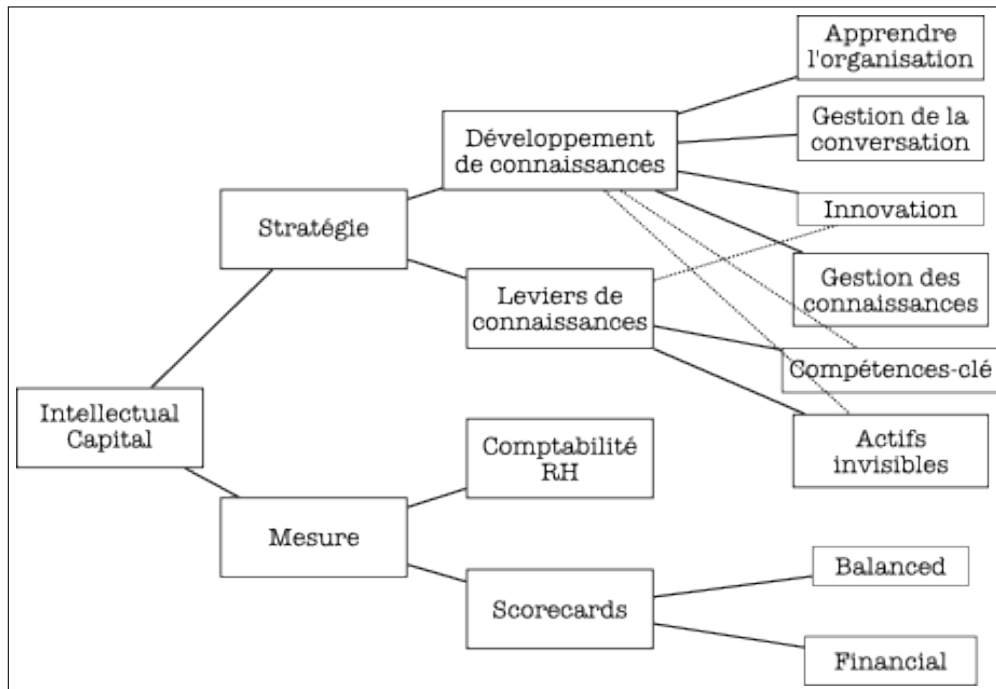 Apprendre
l'organisation
Développement
de connaissances
Gestion de la
conversation
Innovation
Stratégie
Leviers de
connaissances
Gestion des
connaissances
Compétences-clé
Intellectual
Capital
Comptabilité
RH
Actifs
invisibles
Mesure
Balanced
Scorecards
Financial